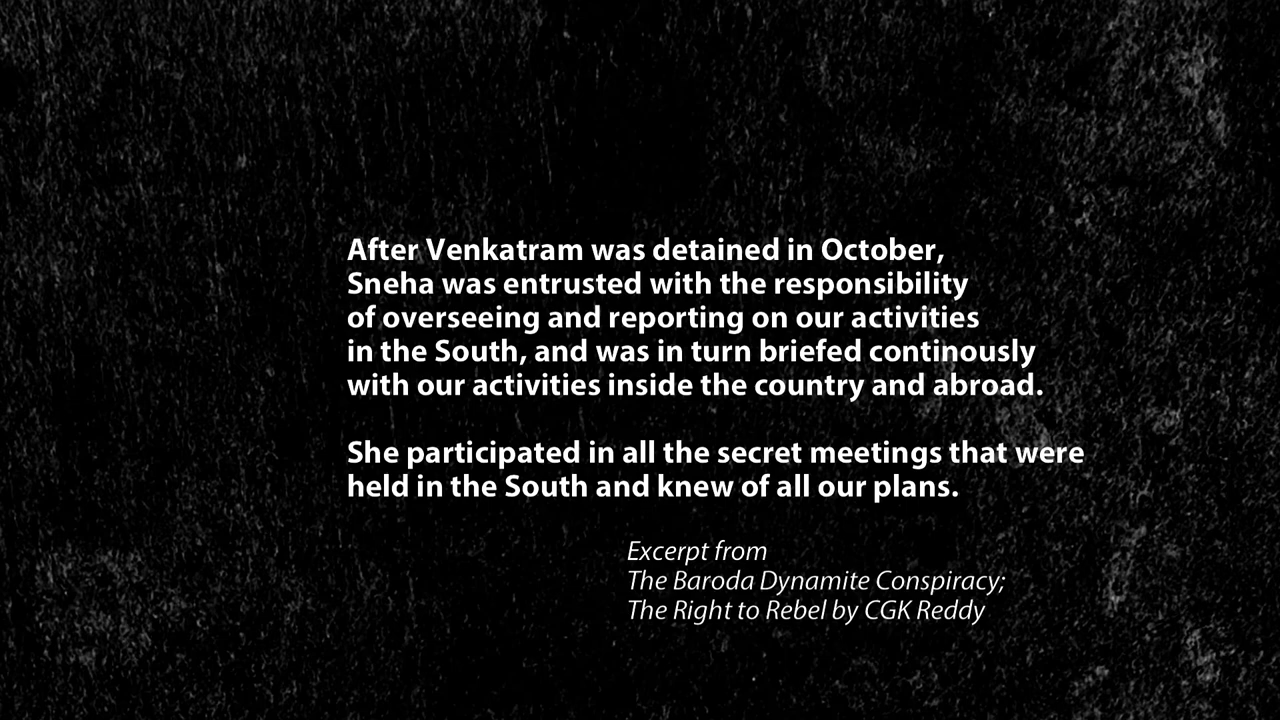 After Venkatram was detained in October,
Sneha was entrusted with the responsibility
of overseeing and reporting on our activities
in the South, and was in turn briefed continously
with our activities inside the country and abroad.
She participated in all the secret meetings that were
held in the South and knew of all our plans.
Excerpt from
The Baroda Dynamite Conspiracy;
The Right to Rebel by CGK Reddy